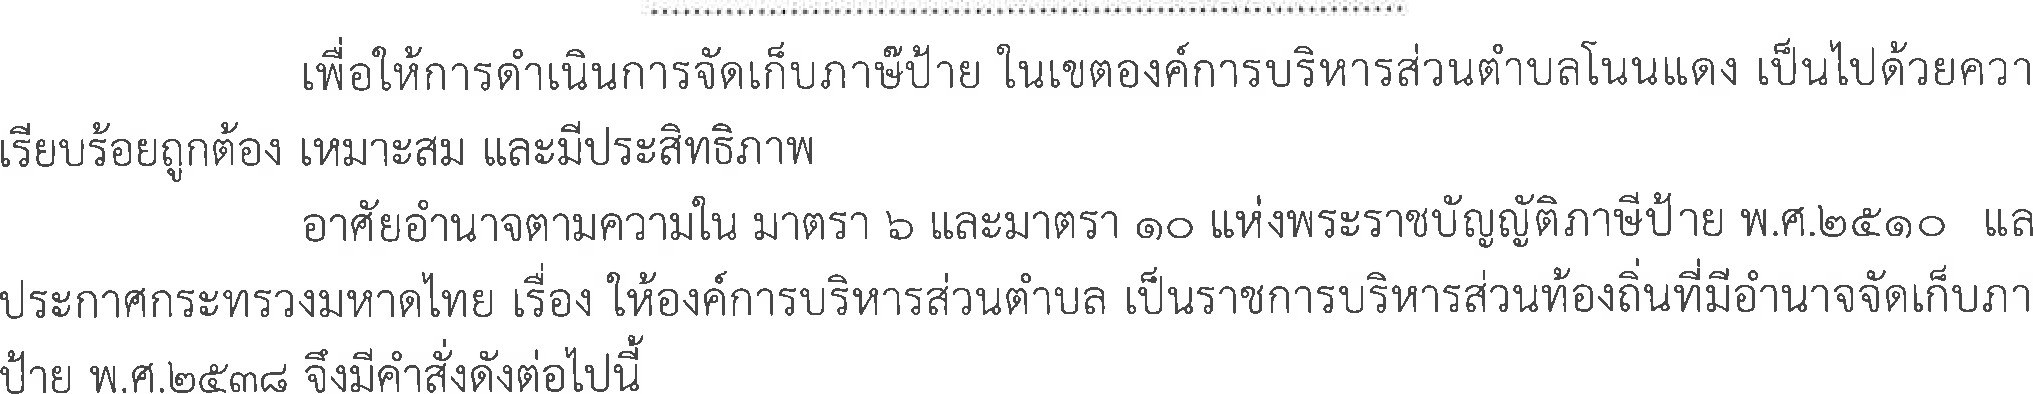 เพื่อให้การดำเนินการจัดเก็บภาษ๊ป้าย ในเขตองค์การบริหารส่วนตำบลโนนแดง เป็นไปด้วยควา
เรียบร้อยถูกต้อง เหมาะสม และมีประสิทธิภาพ
อาศัยอำนาจตามความใน มาตรา ๖ และมาตรา ๑๐ แห่งพระราชบัญญัติภาษีป้าย พ.ศ.๒๕๑๐ แล
ประกาศกระทรวงมหาดไทย เรื่อง ให้องค์การบริหารส่วนตำบล เป็นราชการบริหารส่วนท้องถิ่นที่มีอำนาจจัดเก็บภา
ป้าย พ.ศ.๒๕๓๘ จึงมีคำสั่งดังต่อไปนี้